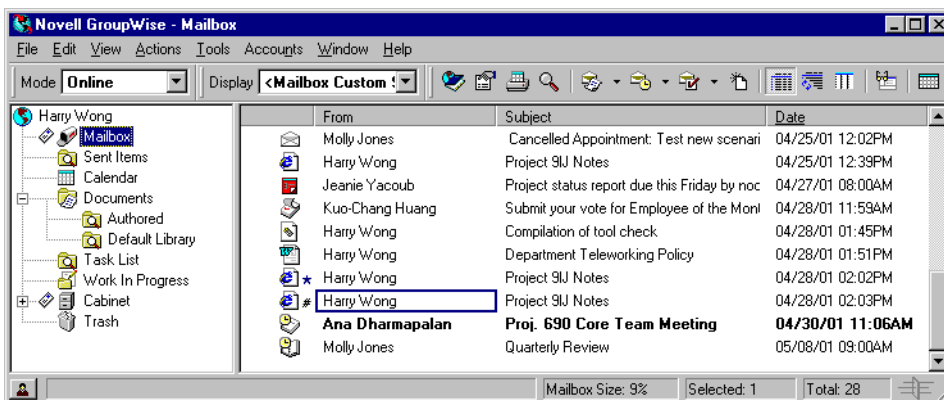 Novell GroupWise - Mailbox
File Edit View Actions Tools Accounts Window Help
Mode Online Display <Mailbox Custom
Harry Wong
Mailbox
Sent Items
Calendar
Documents
Authored
Default Library
Task List
Work In Progress
Cabinet
Trash
From Subject Date
Molly Jones Cancelled Appointment: Test new scenari 04/25/01 12:02PM
Harry Wong Project 9IJ Notes 04/25/01 12:39PM
Jeanie Yacoub Project status report due this Friday by noc 04/27/01 08:00AM
Kuo-Chang Huang Submit your vote for Employee of the Mont 04/28/01 11:59AM
Harry Wong Compilation of tool check 04/28/01 01:45PM
Harry Wong Department Teleworking Policy 04/28/01 01:51PM
Harry Wong Project 9IJ Notes 04/28/01 02:02PM
# Harry Wong Project 9IJ Notes 04/28/01 02:03PM
Ana Dharmapalan Proj. 690 Core Team Meeting 04/30/01 11:06AM
Molly Jones Quarterly Review 05/08/01 09:00AM
Mailbox Size: 9% Selected: 1 Total: 28